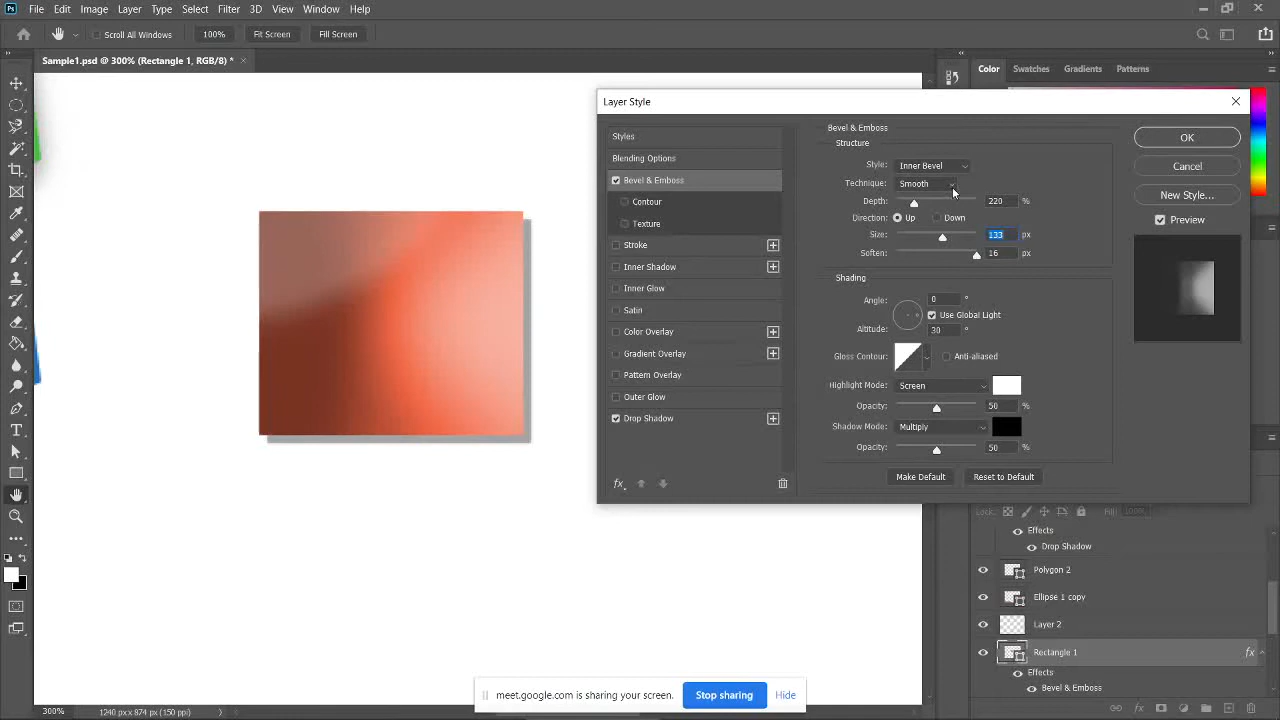 Ps File Edit Image Layer Type Select Filter 3D View Window Help
Scroll All Windows 100% Fit Screen Fill Screen
Sample1.psd @ 300% (Rectangle 1, RGB/8) *
Color Swatches Gradients Patterns
Layer Style
Styles
Blending Options
Bevel & Emboss
Contour
Texture
Stroke
Inner Shadow
Inner Glow
Satin
Color Overlay
Gradient Overlay
Pattern Overlay
Outer Glow
Drop Shadow
fx
Bevel & Emboss
Structure
Style: Inner Bevel
Technique: Smooth
Depth: 220 %
Direction: Up Down
Size: 133 px
Soften: 16 px
Shading
Angle: 0 °
Use Global Light
Altitude: 30 °
Gloss Contour: Anti-aliased
Highlight Mode: Screen
Opacity: 50 %
Shadow Mode: Multiply
Opacity: 50 %
Make Default Reset to Default
OK
Cancel
New Style...
Preview
Lock: Fill: 100%
Effects
Drop Shadow
Polygon 2
Ellipse 1 copy
Layer 2
Rectangle 1 fx
Effects
Bevel & Emboss
fx
meet.google.com is sharing your screen. Stop sharing Hide
300% 1240 px x 874 px (150 ppi)